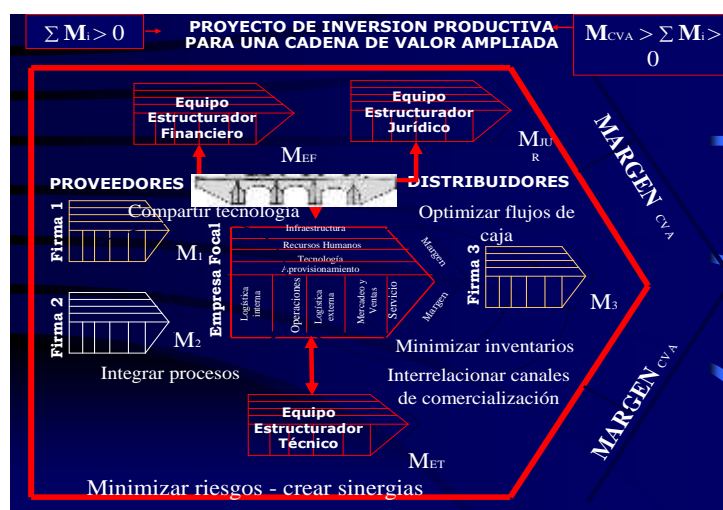 ∑ Mi > 0
PROYECTO DE INVERSION PRODUCTIVA
PARA UNA CADENA DE VALOR AMPLIADA
MCVA > ∑ Mi >
0
Equipo
Estructurador
Financiero
MEF
Equipo
Estructurador
Jurídico
MJU
R
MARGEN CVA
PROVEEDORES
DISTRIBUIDORES
Compartir tecnología
Optimizar flujos de
caja
Firma 1
M1
Firma 2
M2
Integrar procesos
Empresa Focal
Infraestructura
Recursos Humanos
Tecnología
Aprovisionamiento
Logística
interna
Operaciones
Logística
externa
Mercadeo y
Ventas
Servicio
Margen
Margen
Firma 3
M3
Minimizar inventarios
Interrelacionar canales
de comercialización
MARGEN CVA
Equipo
Estructurador
Técnico
MET
Minimizar riesgos - crear sinergias